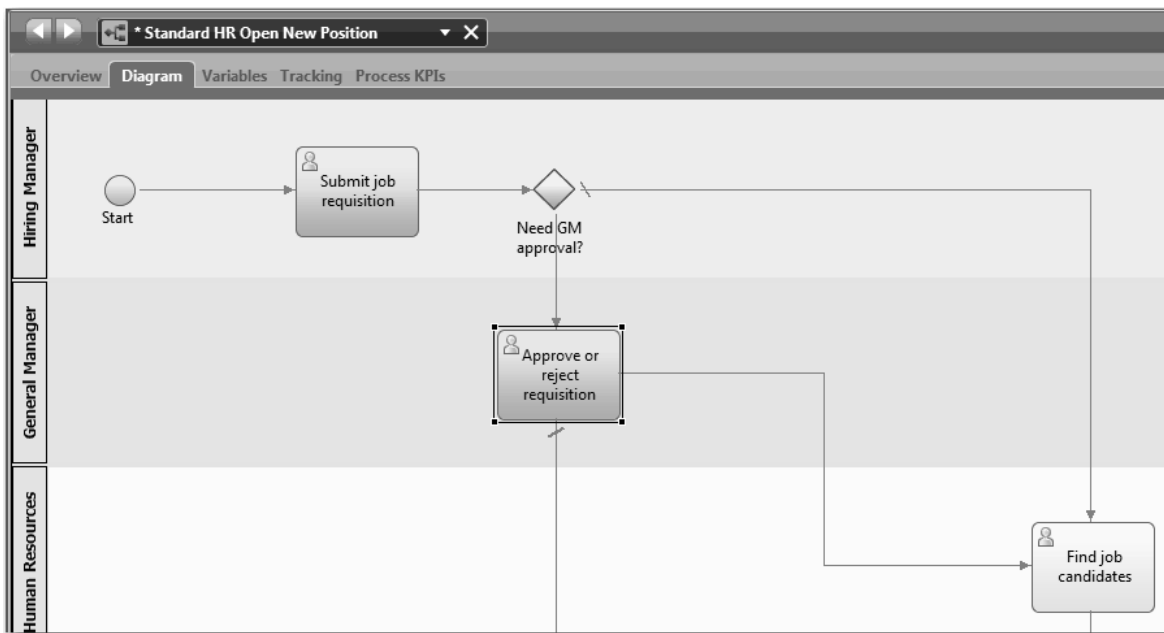 * Standard HR Open New Position
Overview Diagram Variables Tracking Process KPIs
Hiring Manager
Start
Submit job
requisition
Need GM
approval?
General Manager
Approve or
reject
requisition
Human Resources
Find job
candidates